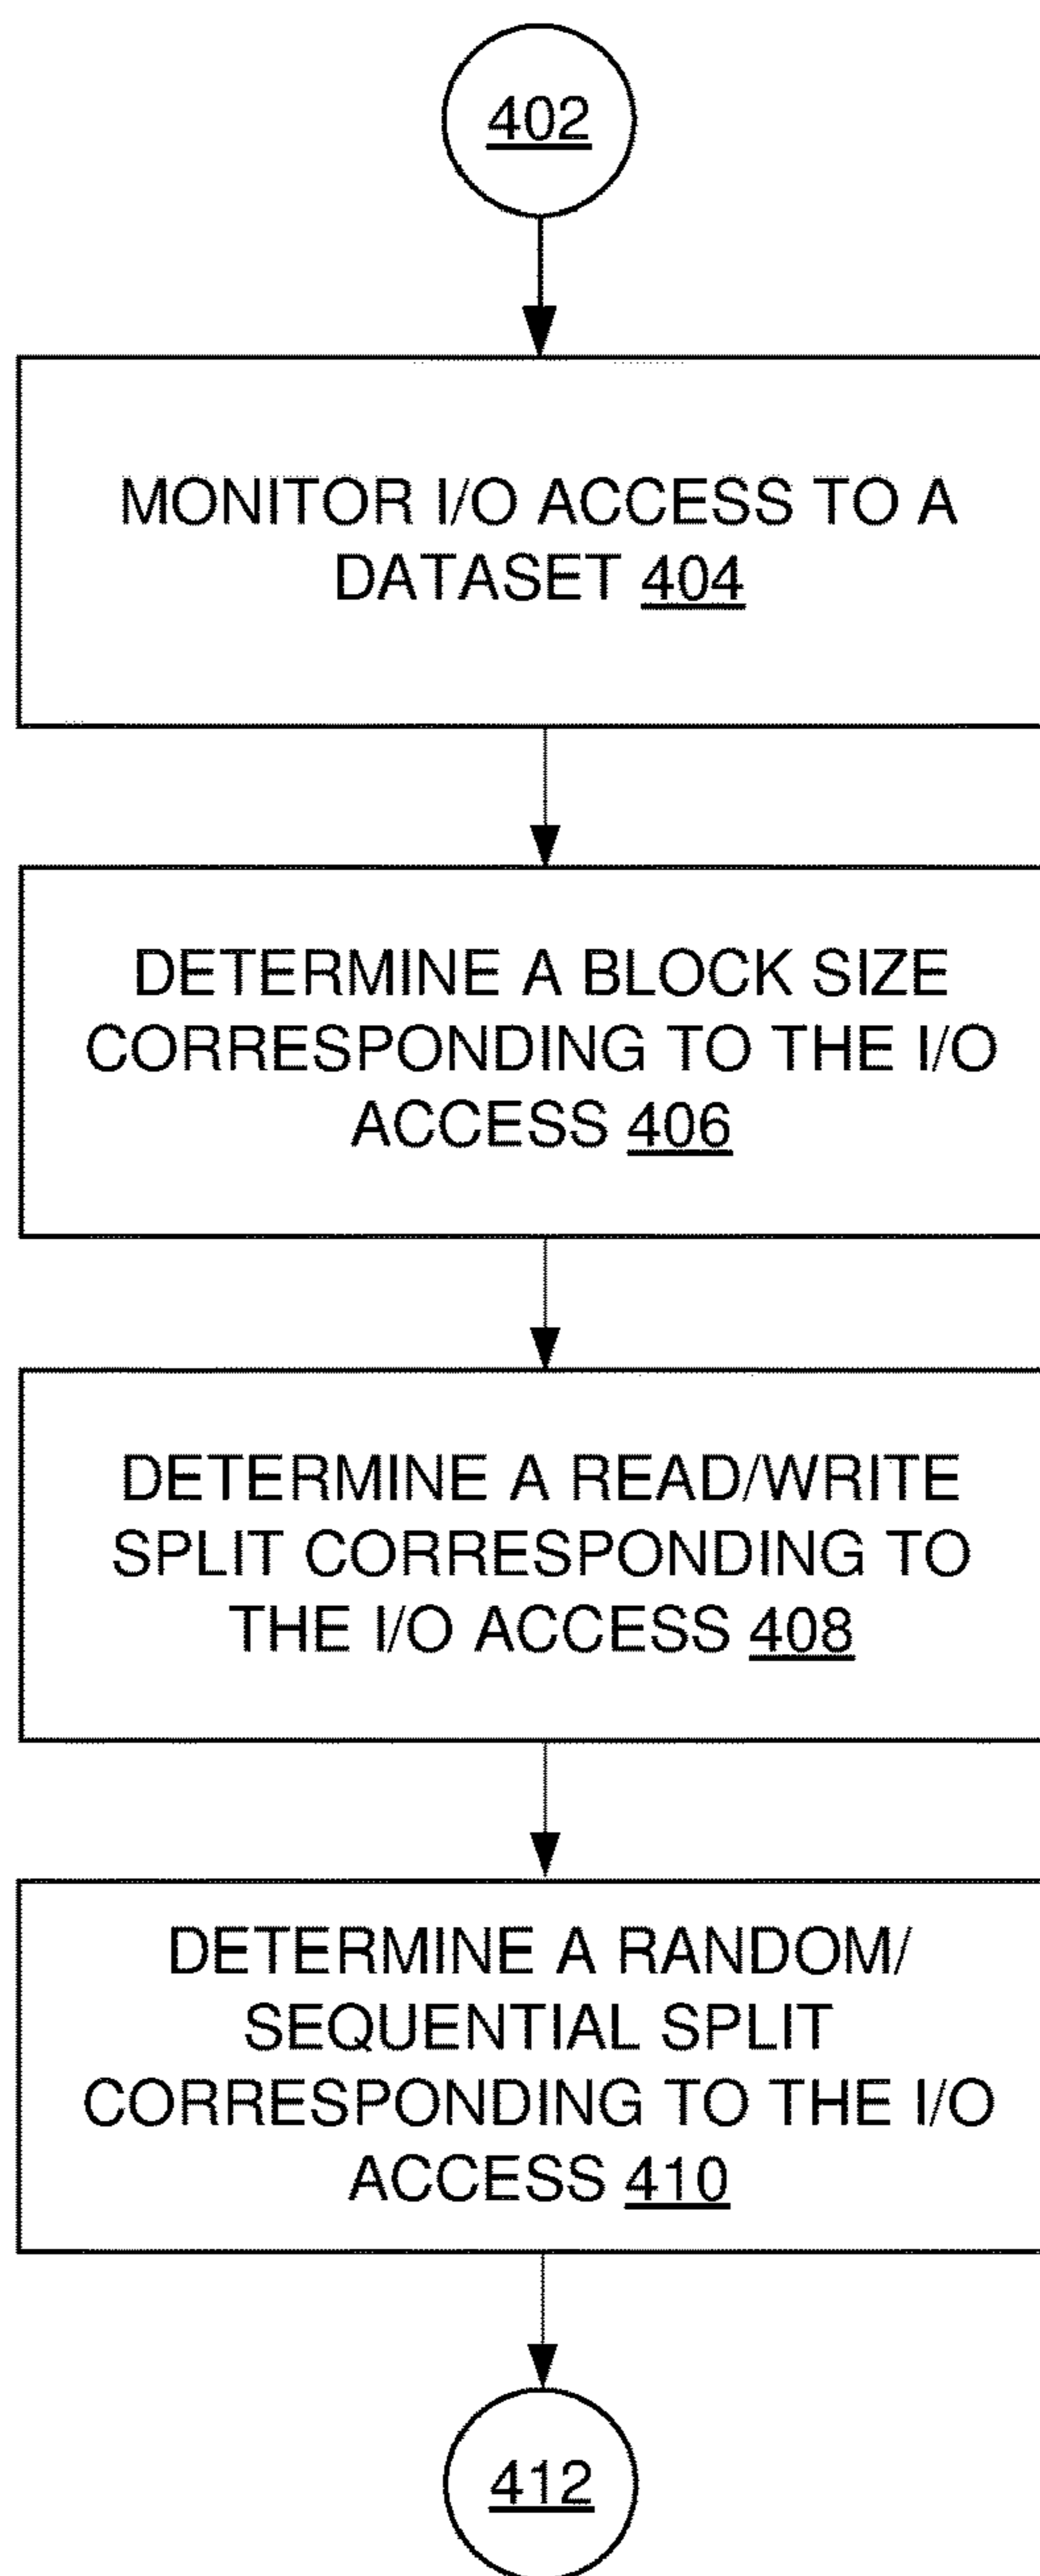 402
MONITOR I/O ACCESS TO A
DATASET 404
DETERMINE A BLOCK SIZE
CORRESPONDING TO THE I/O
ACCESS 406
DETERMINE A READ/WRITE
SPLIT CORRESPONDING TO
THE I/O ACCESS 408
DETERMINE A RANDOM/
SEQUENTIAL SPLIT
CORRESPONDING TO THE I/O
ACCESS 410
412